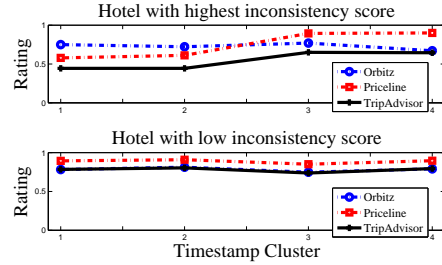 Hotel with highest inconsistency score
1
0.5
0
Rating
1 2 3 4
Orbitz
Priceline
TripAdvisor
Hotel with low inconsistency score
1
0.5
0
Rating
1 2 3 4
Orbitz
Priceline
TripAdvisor
Timestamp Cluster